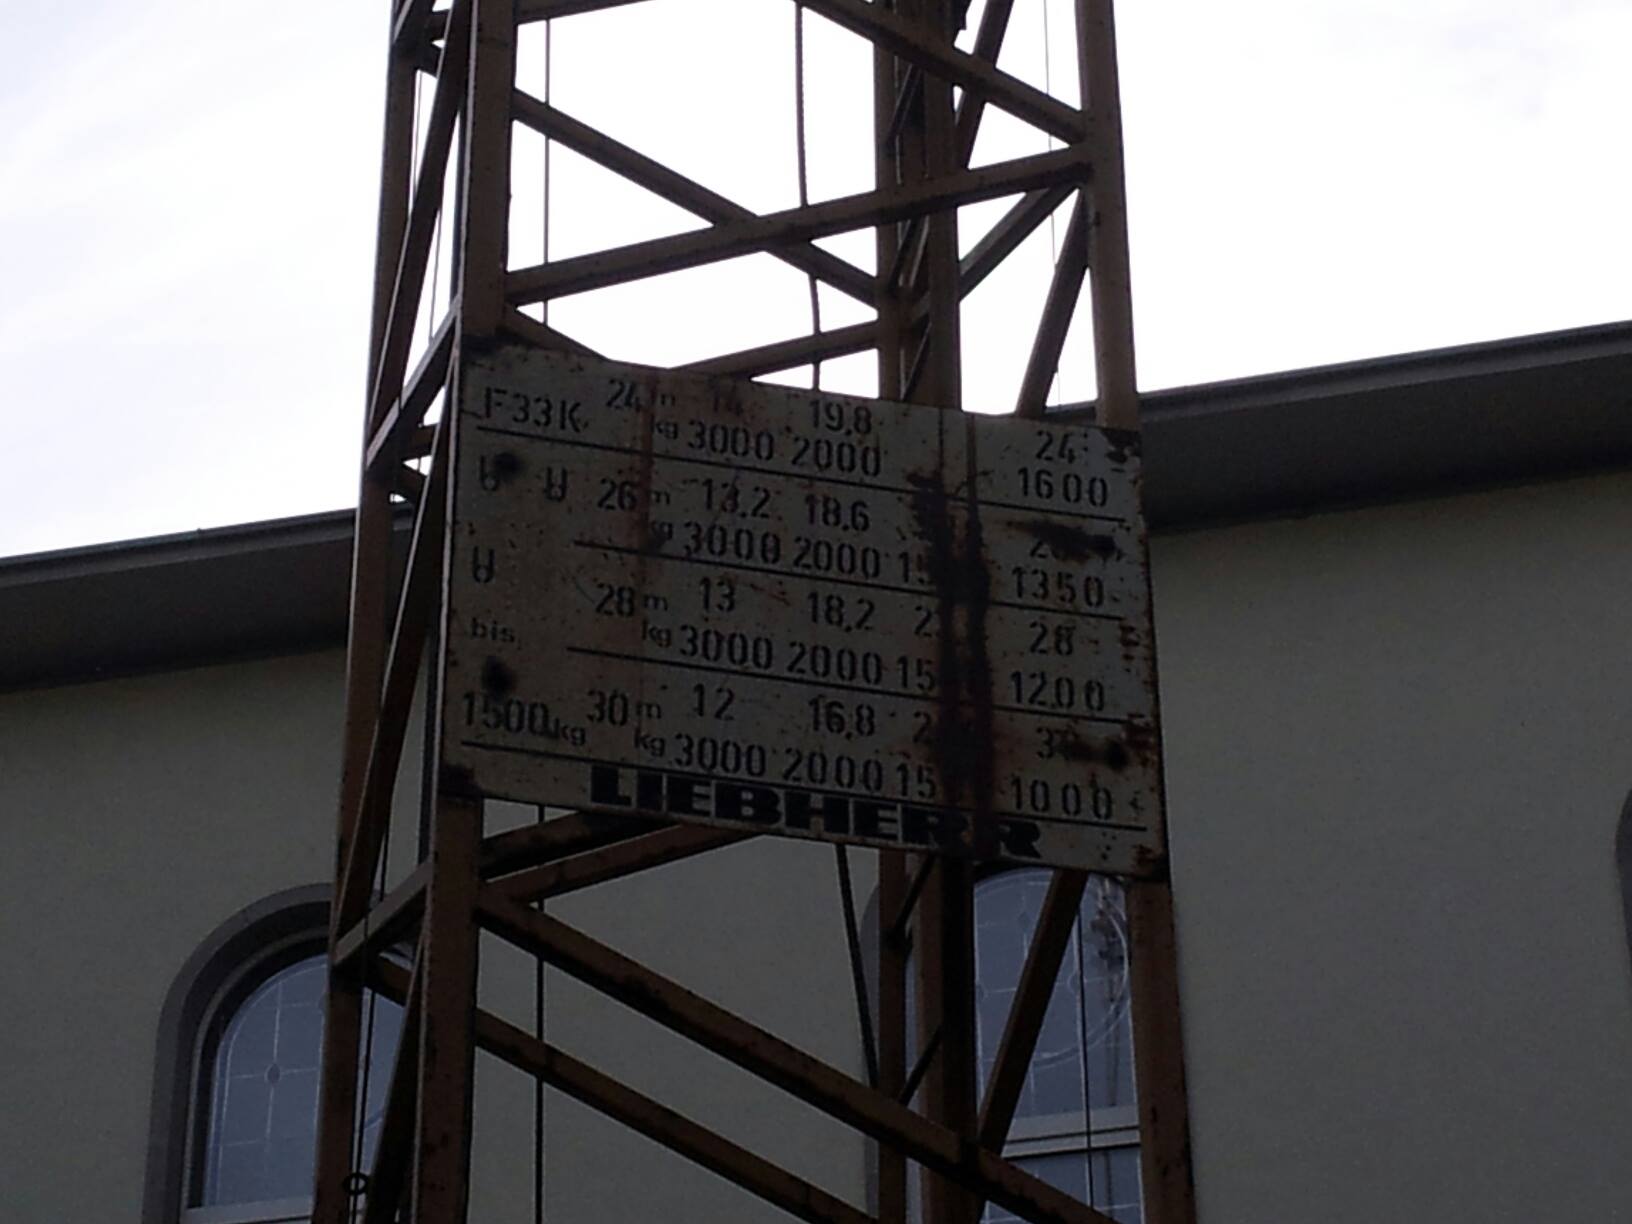 F33K 24 m 14 19,8 24
kg 3000 2000 1600
26 m 13,2 18,6
kg 3000 2000 15 1350
28 m 13 18,2 28
bis kg 3000 2000 15 1200
30 m 12 16,8
1500kg kg 3000 2000 15 1000
LIEBHERR